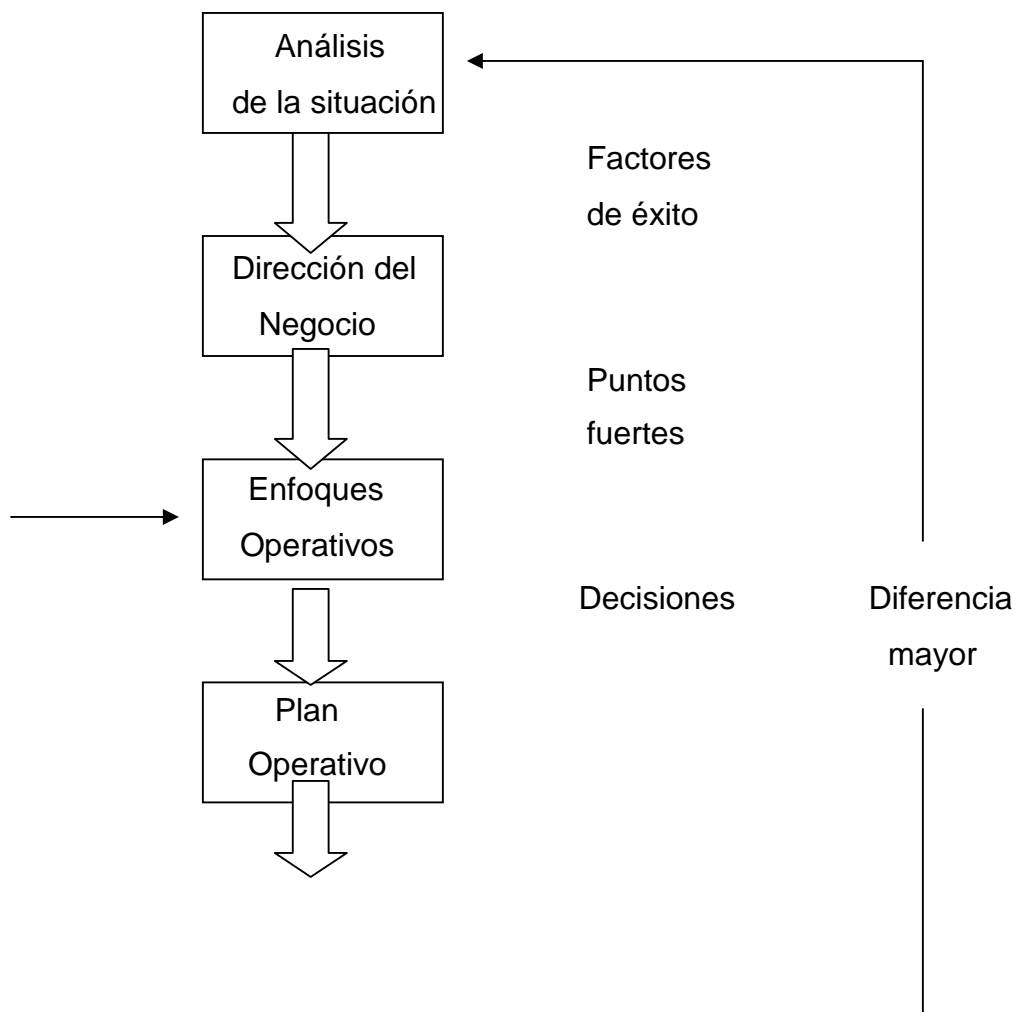 Análisis
de la situación
Factores
de éxito
Dirección del
Negocio
Puntos
fuertes
Enfoques
Operativos
Decisiones
Diferencia
mayor
Plan
Operativo